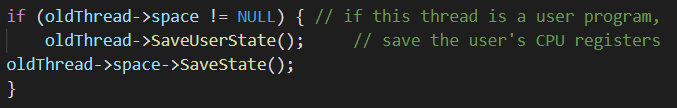 if (oldThread->space != NULL) { // if this thread is a user program,
    oldThread->SaveUserState();     // save the user's CPU registers
oldThread->space->SaveState();
}